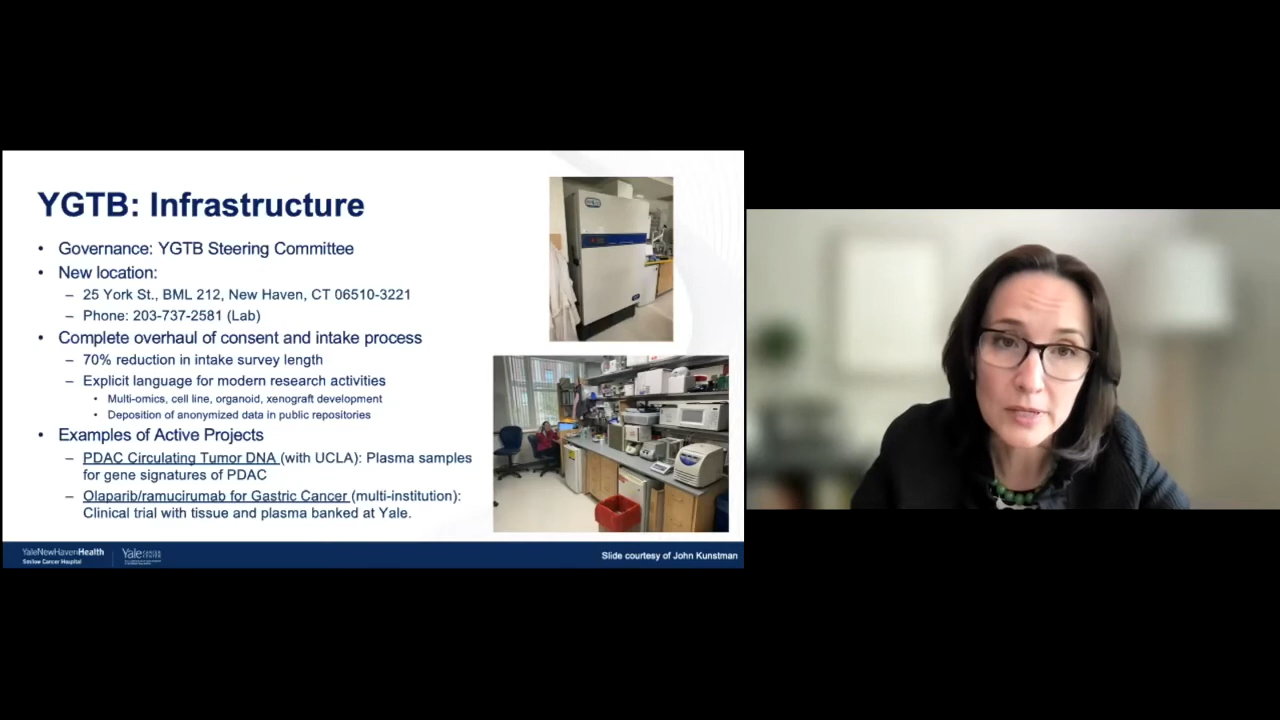 YGTB: Infrastructure
• Governance: YGTB Steering Committee
• New location:
– 25 York St., BML 212, New Haven, CT 06510-3221
– Phone: 203-737-2581 (Lab)
• Complete overhaul of consent and intake process
– 70% reduction in intake survey length
– Explicit language for modern research activities
• Multi-omics, cell line, organoid, xenograft development
• Deposition of anonymized data in public repositories
• Examples of Active Projects
– PDAC Circulating Tumor DNA (with UCLA): Plasma samples
for gene signatures of PDAC
– Olaparib/ramucirumab for Gastric Cancer (multi-institution):
Clinical trial with tissue and plasma banked at Yale.
YaleNewHavenHealth
Smilow Cancer Hospital
Yale CANCER CENTER
Slide courtesy of John Kunstman